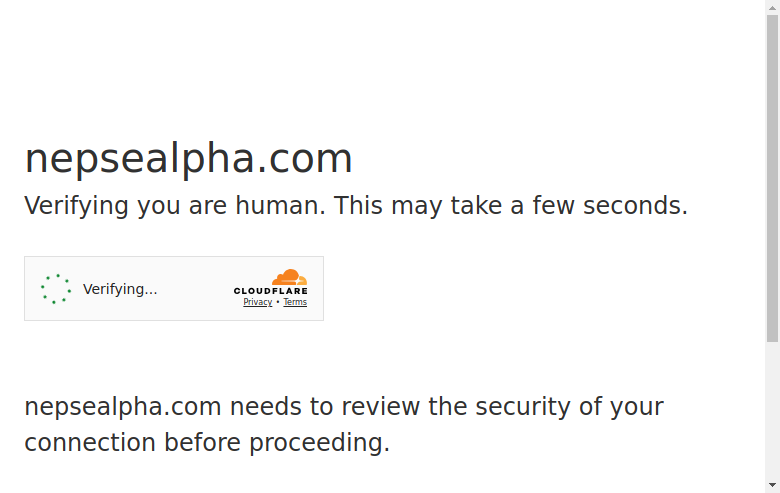 nepsealpha.com
Verifying you are human. This may take a few seconds.
Verifying...
CLOUDFLARE
Privacy • Terms
nepsealpha.com needs to review the security of your
connection before proceeding.